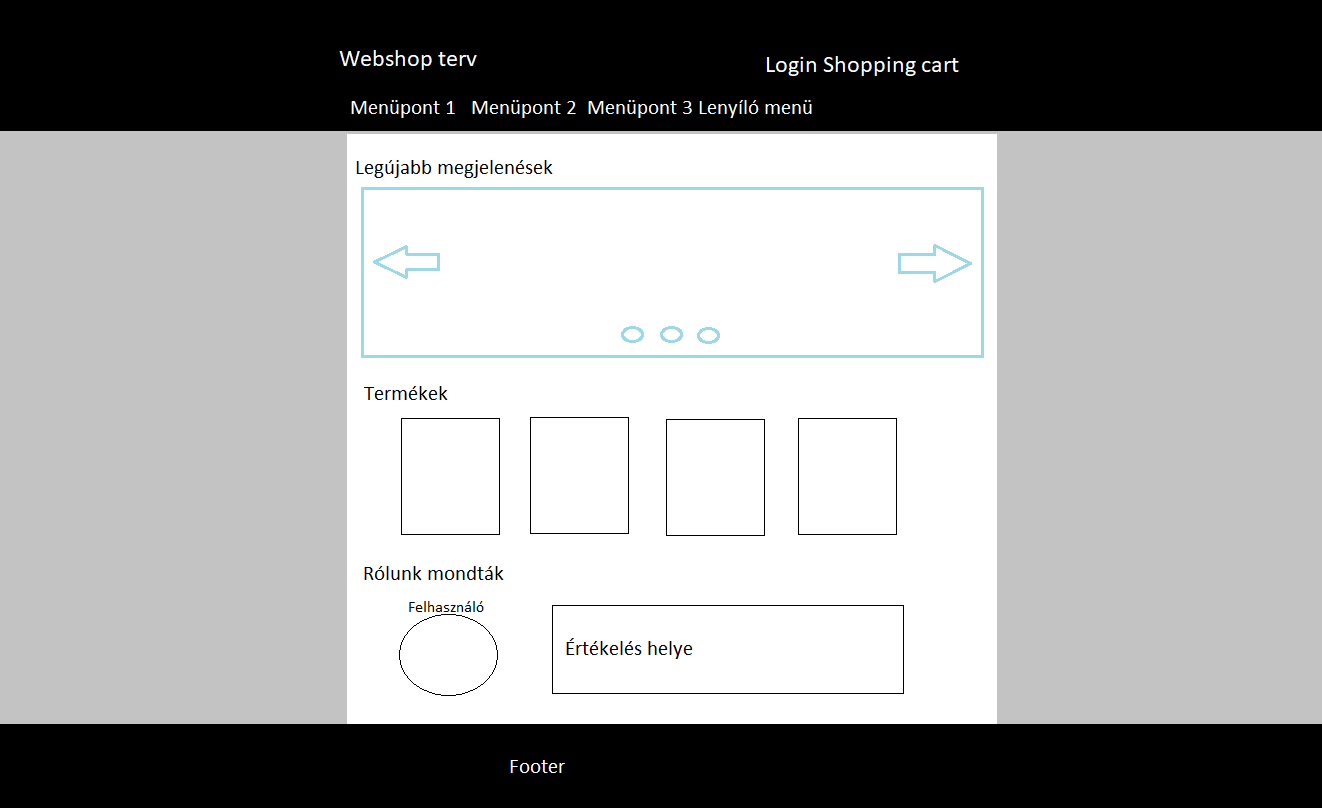 Webshop terv
Login Shopping cart
Menüpont 1 Menüpont 2 Menüpont 3 Lenyíló menü
Legújabb megjelenések
Termékek
Rólunk mondták
Felhasználó
Értékelés helye
Footer